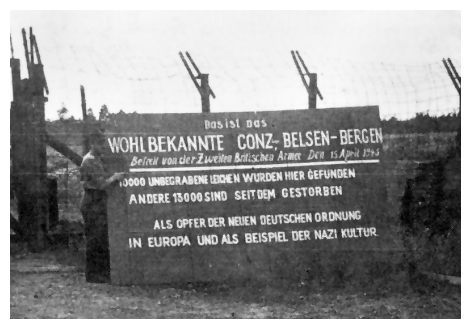 Das ist das
WOHLBEKANNTE CONZ,- BELSEN-BERGEN
Befreit von der Zweiten Britischen Armee Den 15 April 1945
10000 UNBEGRABENE LEICHEN WURDEN HIER GEFUNDEN
ANDERE 13000 SIND SEITDEM GESTORBEN
ALS OPFER DER NEUEN DEUTSCHEN ORDNUNG
IN EUROPA UND ALS BEISPIEL DER NAZI KULTUR